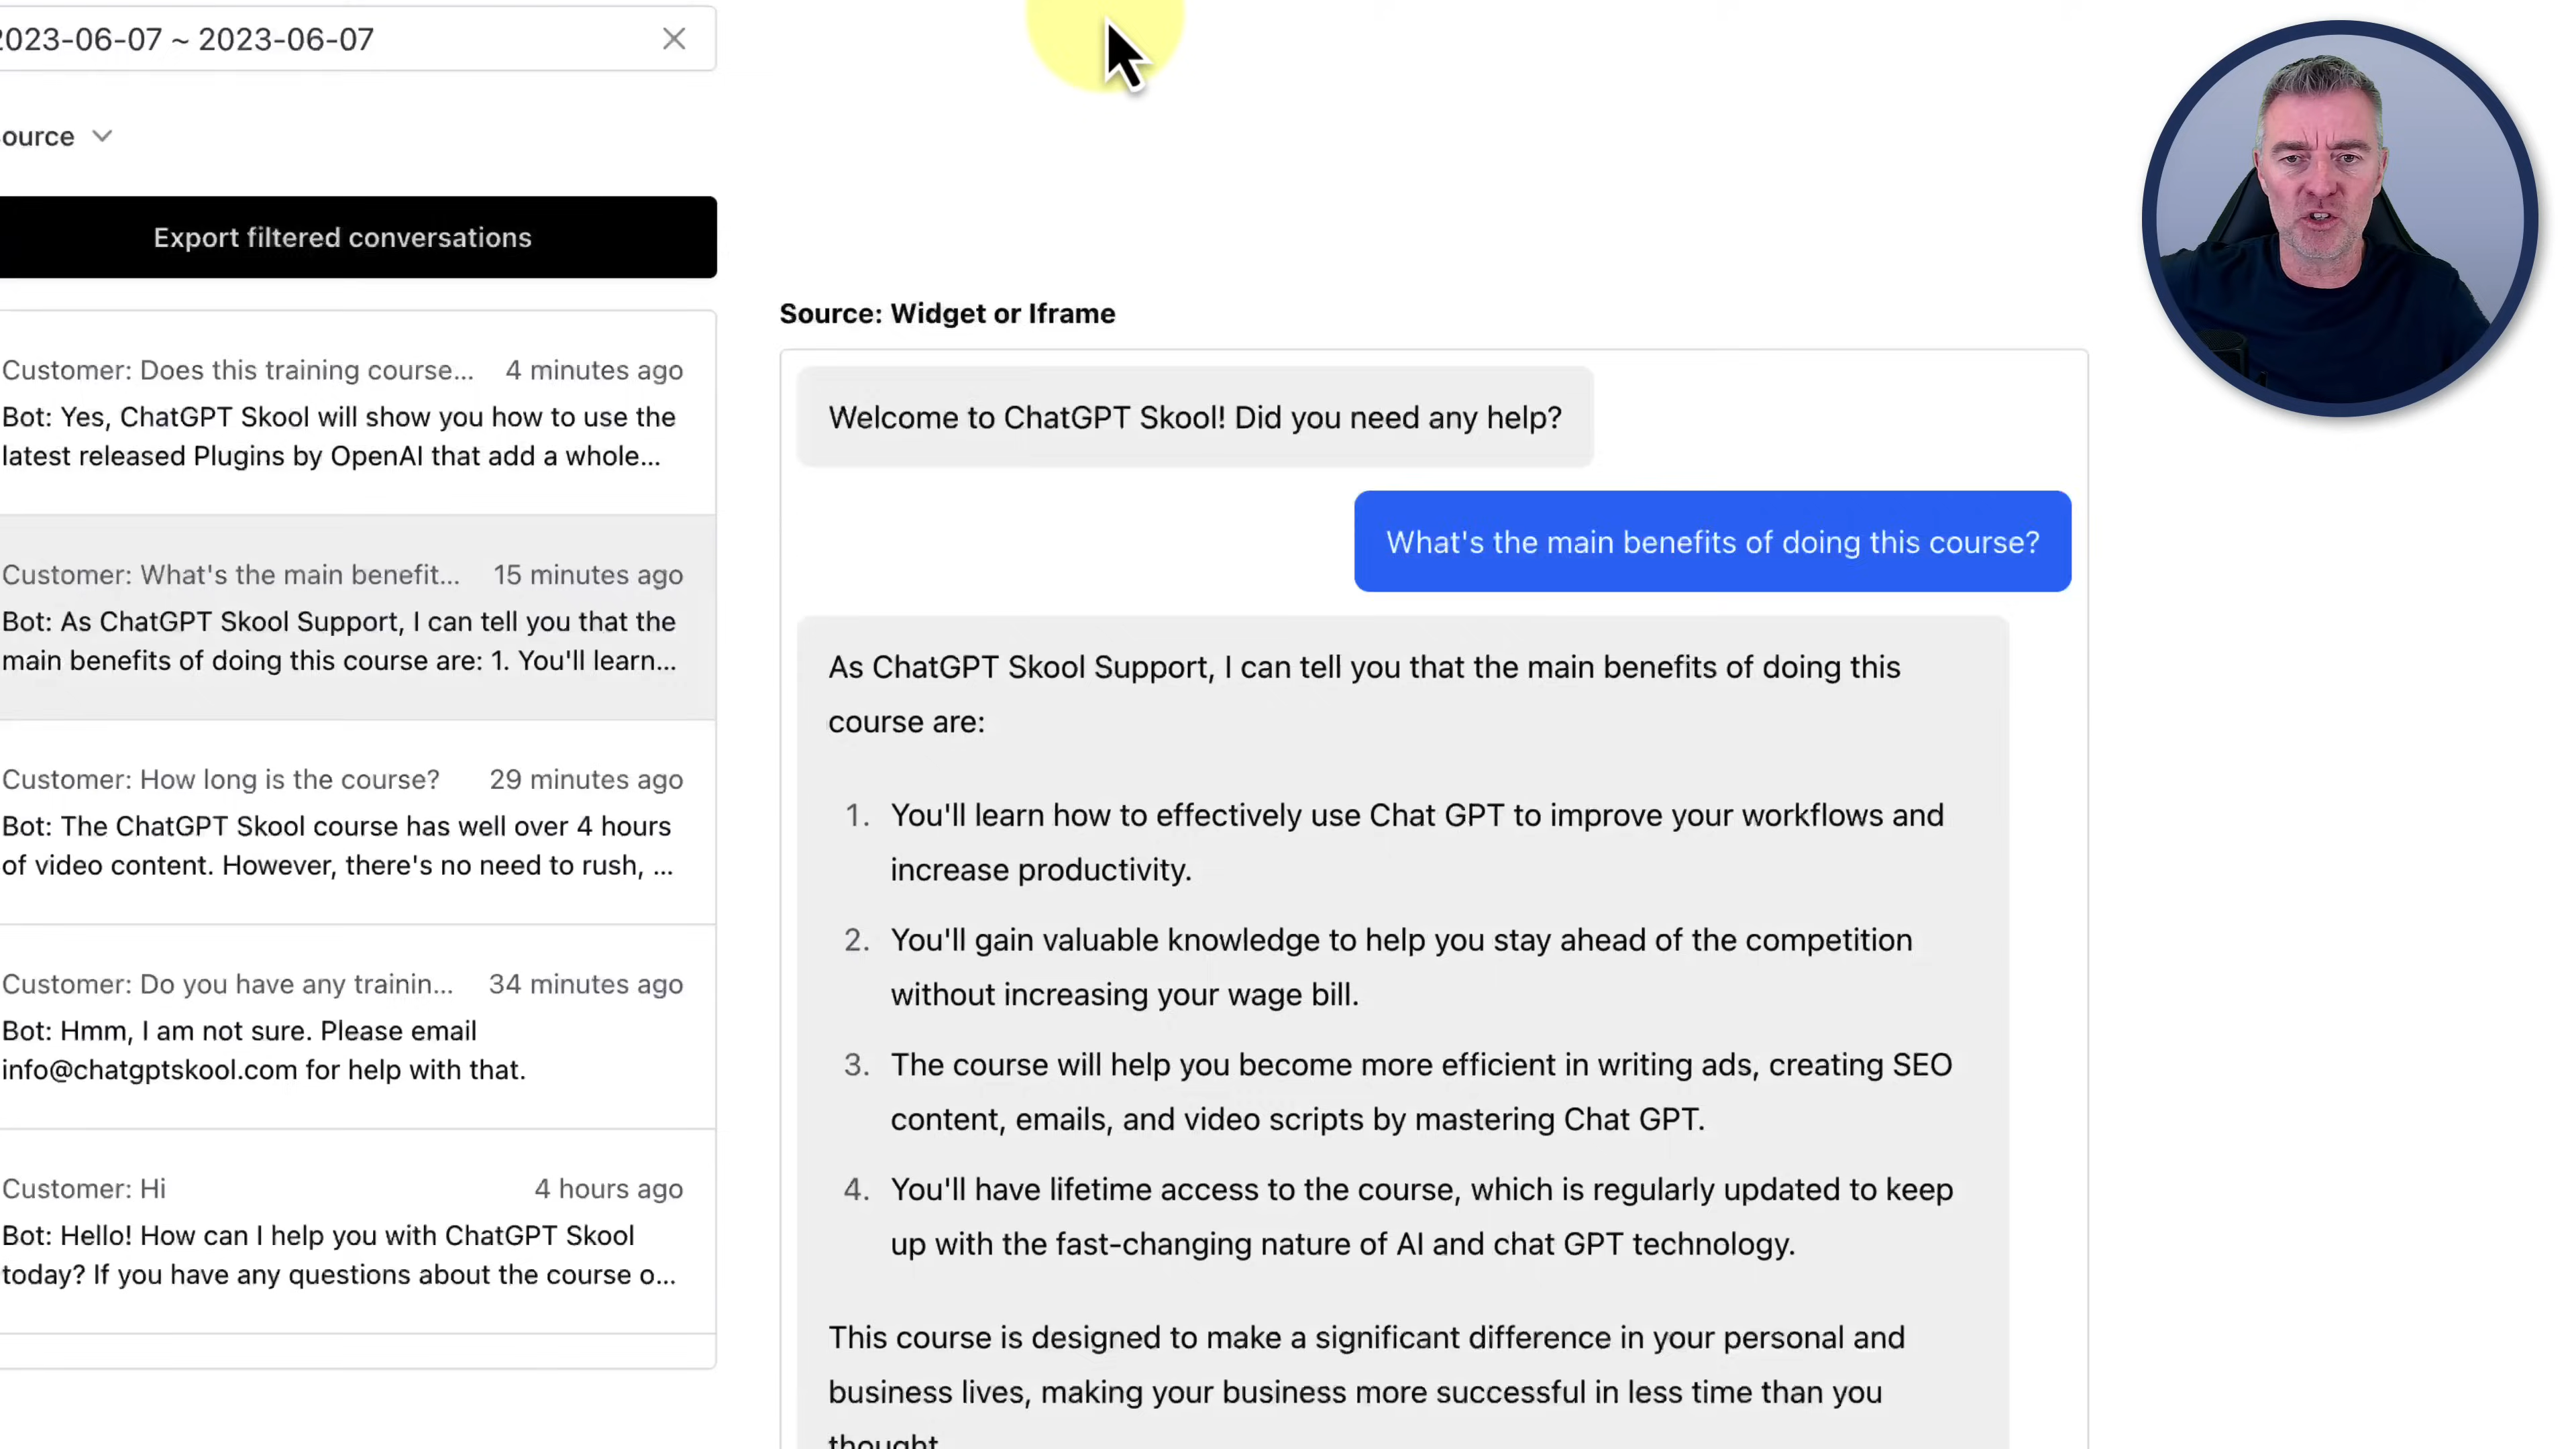 2023-06-07 ~ 2023-06-07
ource
Export filtered conversations
Customer: Does this training course... 4 minutes ago
Bot: Yes, ChatGPT Skool will show you how to use the
latest released Plugins by OpenAI that add a whole...
Customer: What's the main benefit... 15 minutes ago
Bot: As ChatGPT Skool Support, I can tell you that the
main benefits of doing this course are: 1. You'll learn...
Customer: How long is the course? 29 minutes ago
Bot: The ChatGPT Skool course has well over 4 hours
of video content. However, there's no need to rush, ...
Customer: Do you have any trainin... 34 minutes ago
Bot: Hmm, I am not sure. Please email
info@chatgptskool.com for help with that.
Customer: Hi 4 hours ago
Bot: Hello! How can I help you with ChatGPT Skool
today? If you have any questions about the course o...
Source: Widget or Iframe
Welcome to ChatGPT Skool! Did you need any help?
What's the main benefits of doing this course?
As ChatGPT Skool Support, I can tell you that the main benefits of doing this
course are:
1. You'll learn how to effectively use Chat GPT to improve your workflows and
increase productivity.
2. You'll gain valuable knowledge to help you stay ahead of the competition
without increasing your wage bill.
3. The course will help you become more efficient in writing ads, creating SEO
content, emails, and video scripts by mastering Chat GPT.
4. You'll have lifetime access to the course, which is regularly updated to keep
up with the fast-changing nature of AI and chat GPT technology.
This course is designed to make a significant difference in your personal and
business lives, making your business more successful in less time than you
thought